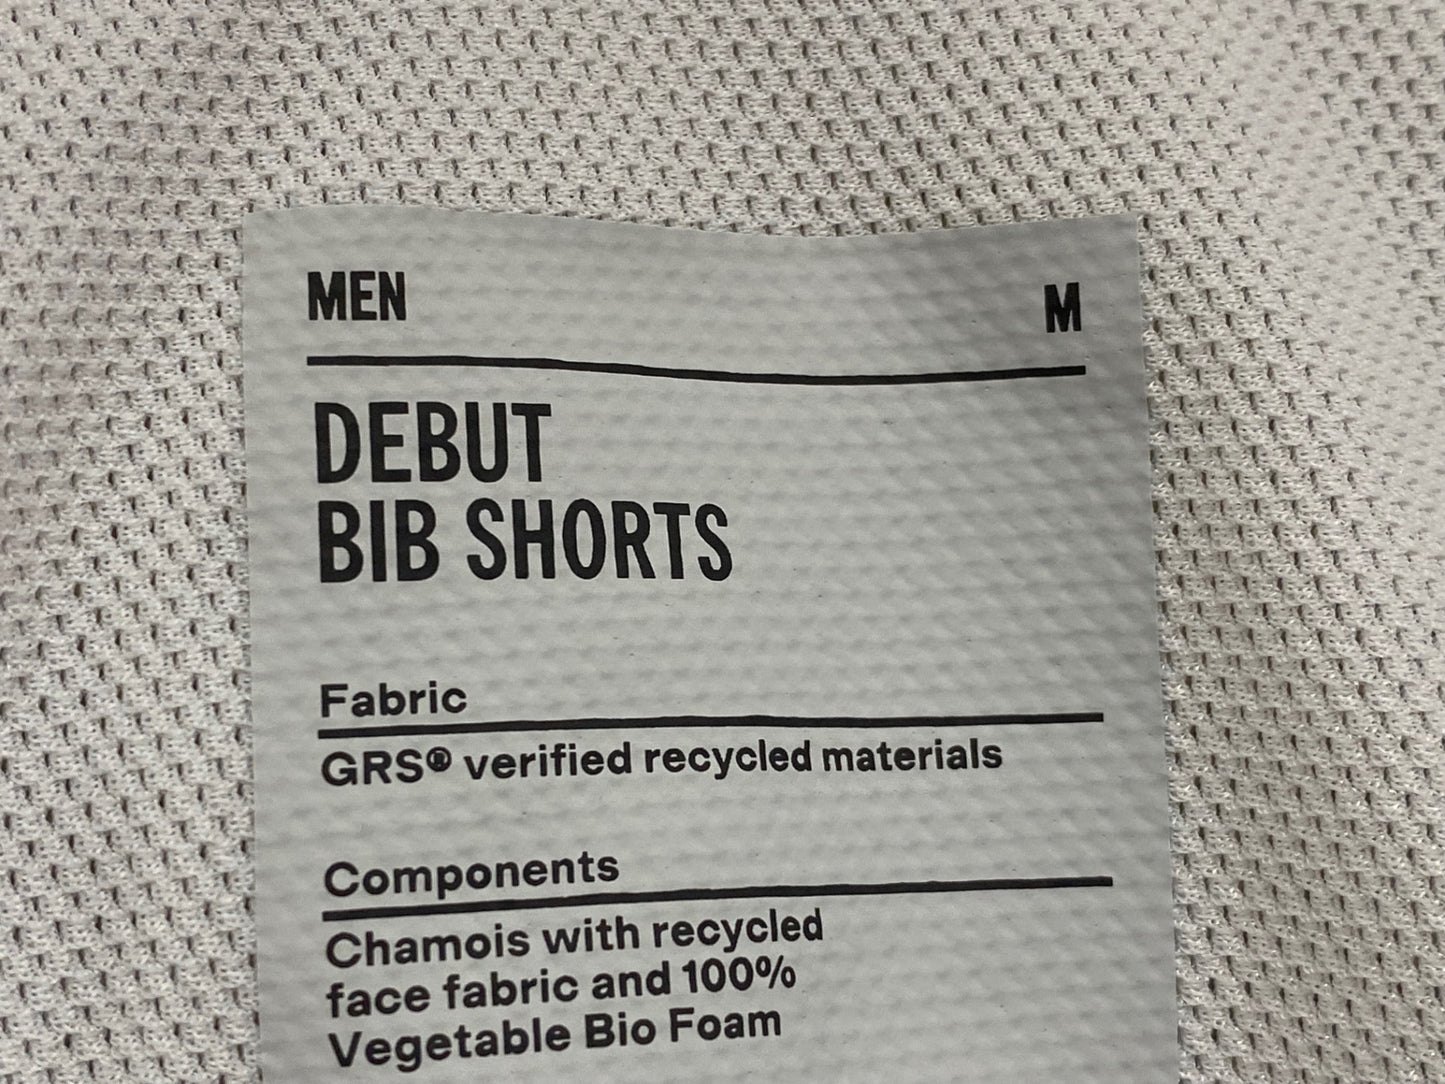 MEN M
DEBUT
BIB SHORTS
Fabric
GRS® verified recycled materials
Components
Chamois with recycled
face fabric and 100%
Vegetable Bio Foam